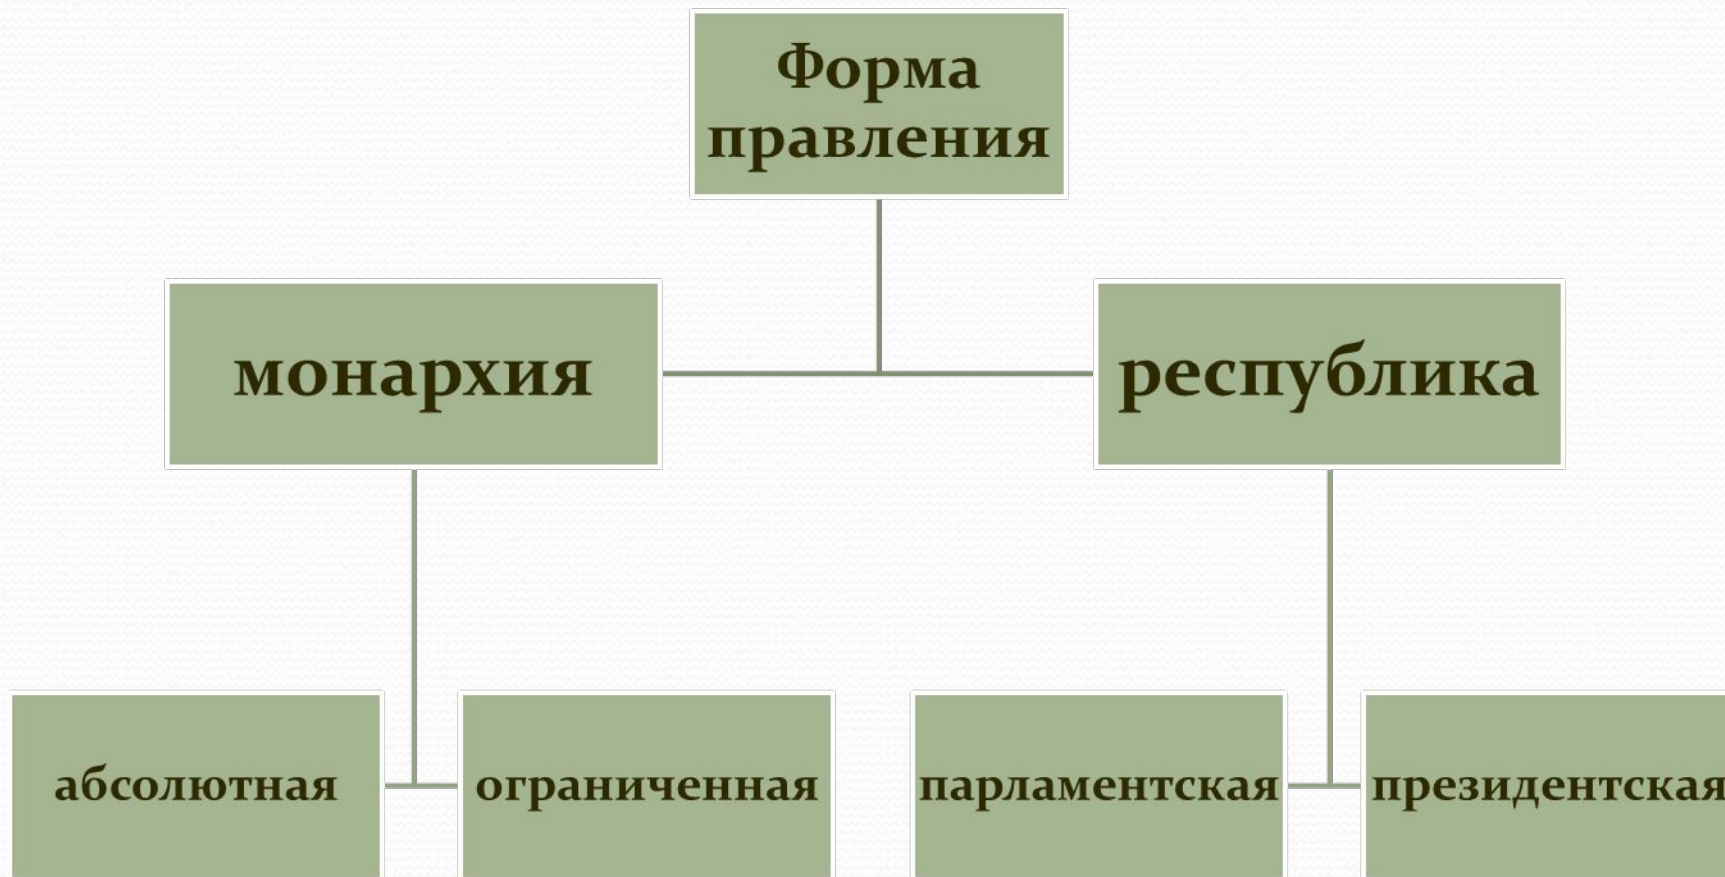 Форма
правления
монархия
республика
абсолютная
ограниченная
парламентская
президентская